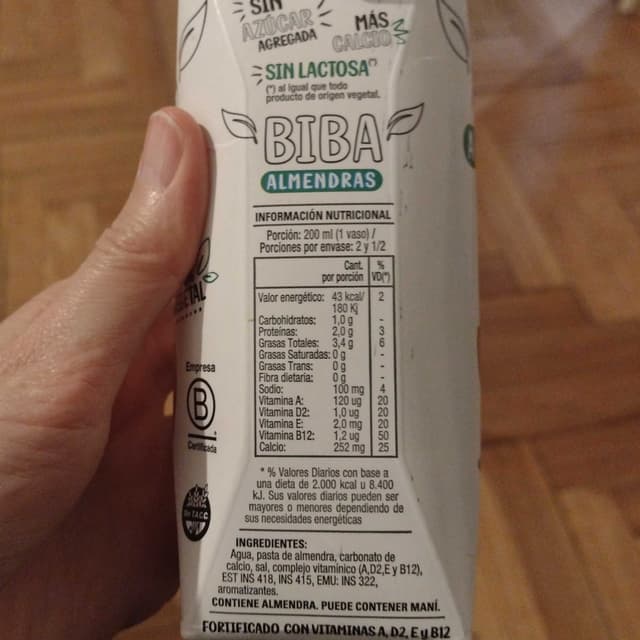 SIN
AZÚCAR
AGREGADA
MÁS
CALCIO
SIN LACTOSA(*)
(*) al igual que todo
producto de origen vegetal.
BIBA
ALMENDRAS
INFORMACIÓN NUTRICIONAL
Porción: 200 ml (1 vaso) /
Porciones por envase: 2 y 1/2
Cant. por porción % VD(*)
Valor energético: 43 kcal/ 2
180 Kj
Carbohidratos: 1,0 g -
Proteínas: 2,0 g 3
Grasas Totales: 3,4 g 6
Grasas Saturadas: 0 g -
Grasas Trans: 0 g -
Fibra dietaria: 0 g -
Sodio: 100 mg 4
Vitamina A: 120 ug 20
Vitamina D2: 1,0 ug 20
Vitamina E: 2,0 mg 20
Vitamina B12: 1,2 ug 50
Calcio: 252 mg 25
* % Valores Diarios con base a
una dieta de 2.000 kcal u 8.400
kJ. Sus valores diarios pueden ser
mayores o menores dependiendo de
sus necesidades energéticas
INGREDIENTES:
Agua, pasta de almendra, carbonato de
calcio, sal, complejo vitamínico (A,D2,E y B12),
EST INS 418, INS 415, EMU: INS 322,
aromatizantes.
CONTIENE ALMENDRA. PUEDE CONTENER MANÍ.
FORTIFICADO CON VITAMINAS A, D2, E y B12
Empresa
B
Certificada
Sin T.A.C.C.